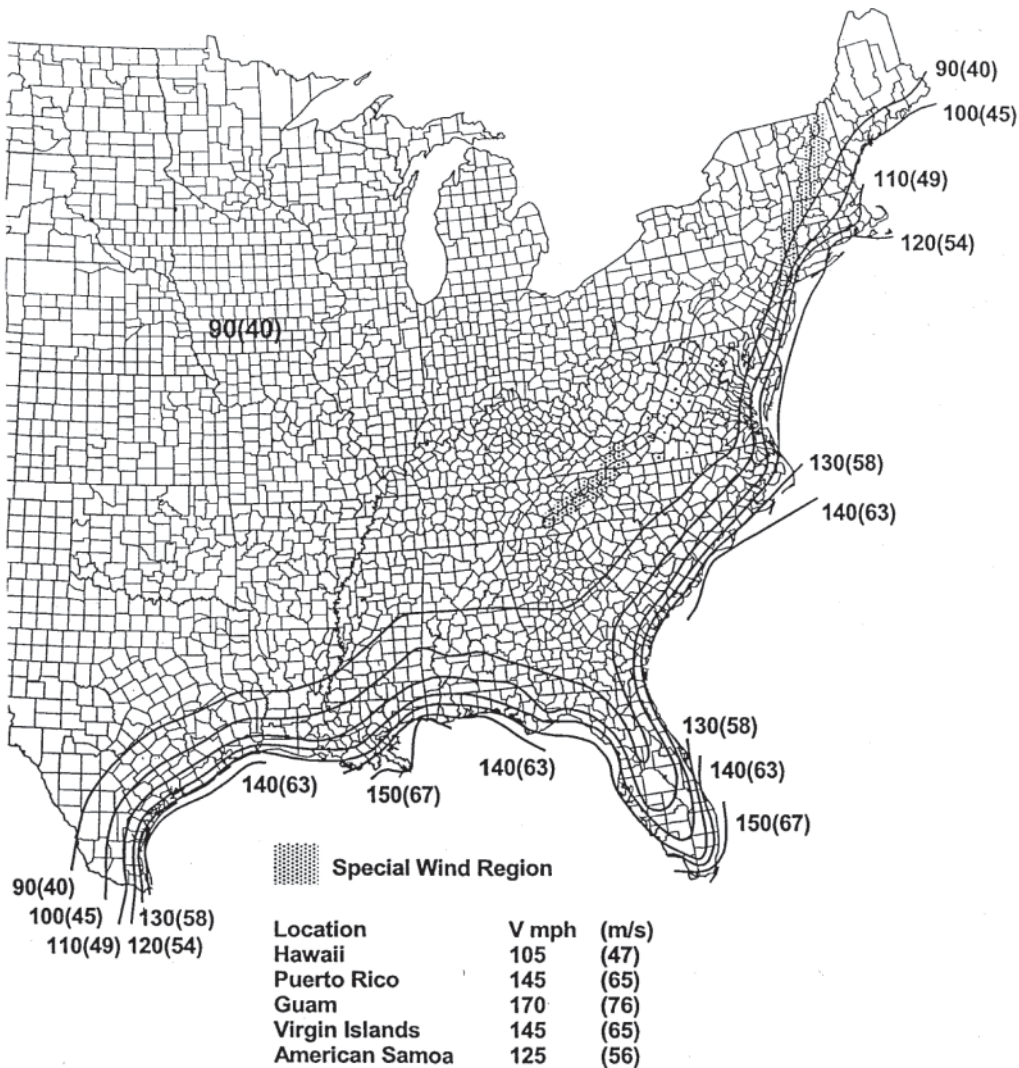 90(40)
100(45)
110(49)
120(54)
90(40)
130(58)
140(63)
130(58)
140(63)
140(63)
140(63)
150(67)
150(67)
Special Wind Region
90(40)
100(45) 130(58)
110(49) 120(54)
Location V mph (m/s)
Hawaii 105 (47)
Puerto Rico 145 (65)
Guam 170 (76)
Virgin Islands 145 (65)
American Samoa 125 (56)